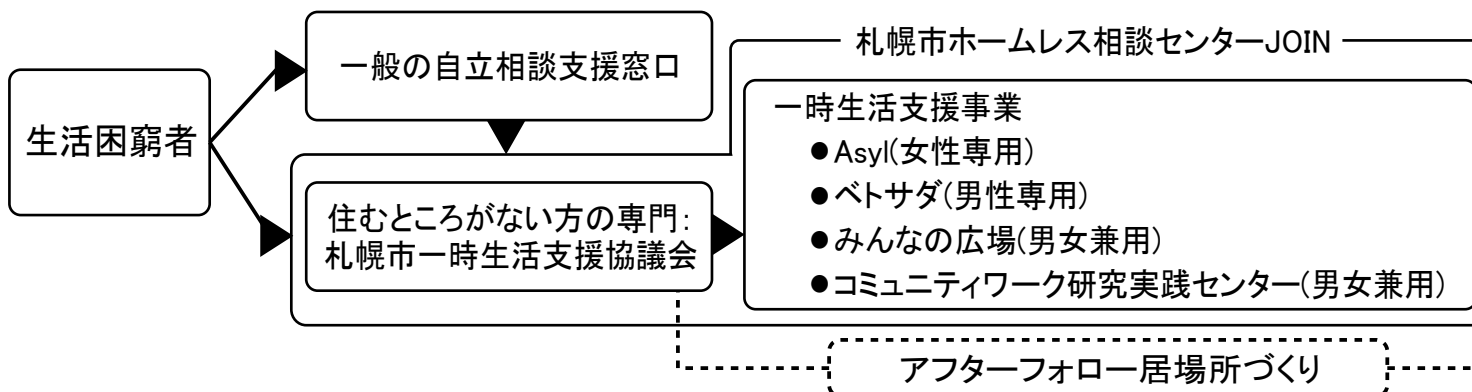 生活困窮者
一般の自立相談支援窓口
札幌市ホームレス相談センターJOIN
住むところがない方の専門：
札幌市一時生活支援協議会
一時生活支援事業
●Asyl(女性専用)
●ベトサダ(男性専用)
●みんなの広場(男女兼用)
●コミュニティワーク研究実践センター(男女兼用)
アフターフォロー居場所づくり